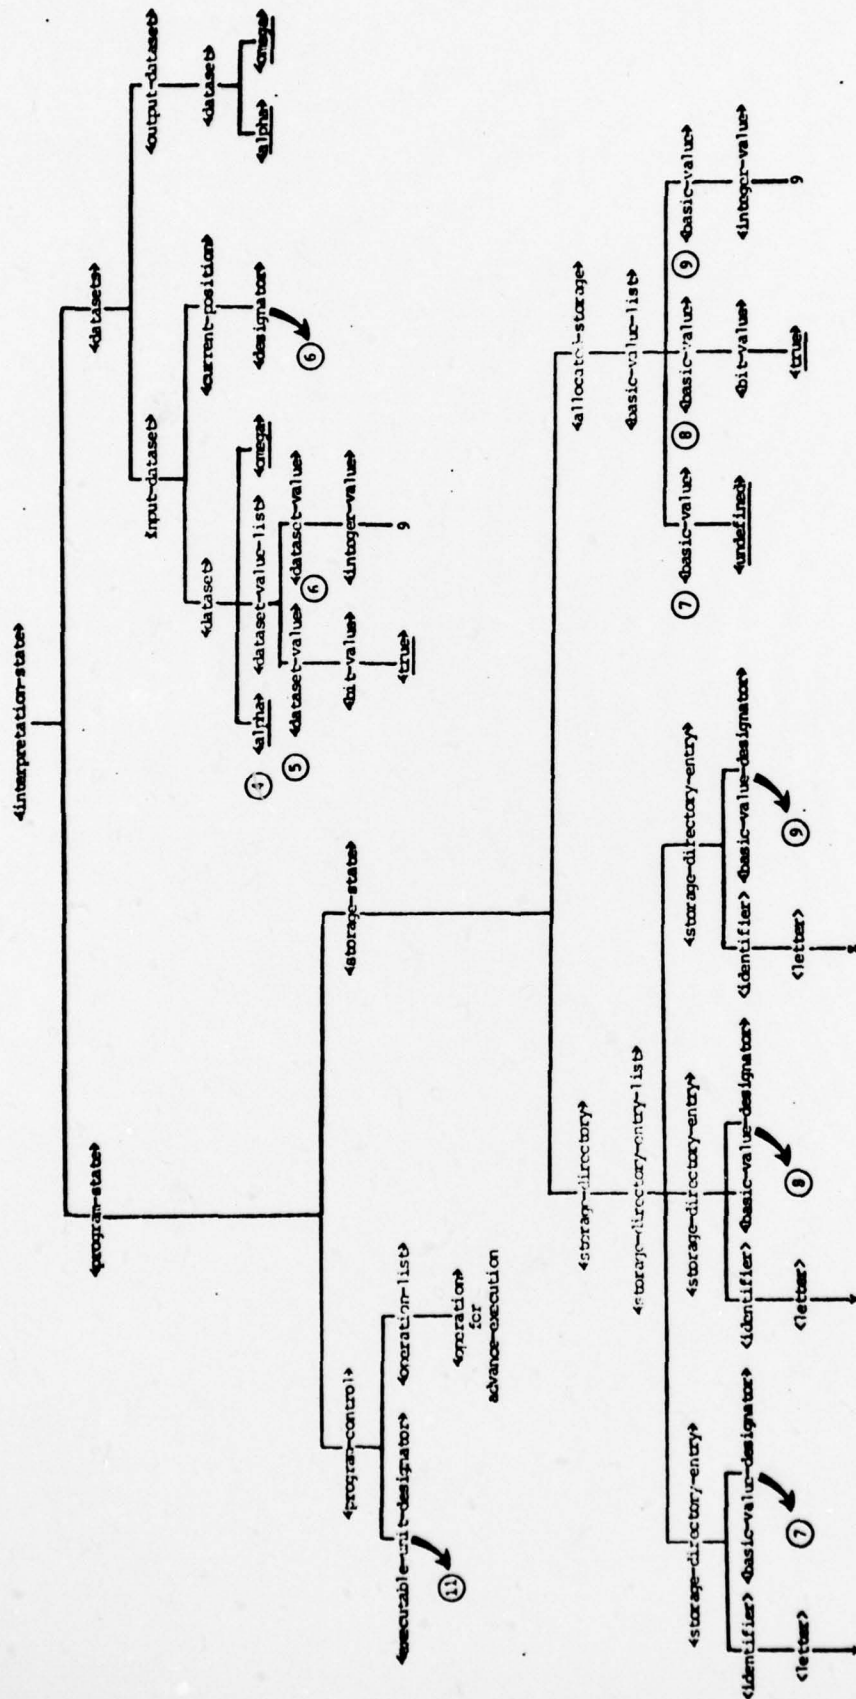 <interpretation-state>
<program-state> <datasets>
<input-dataset> <output-dataset>
<dataset> <current-position> <dataset>
<alpha> <dataset-value-list> <omega> <designator> <alpha> <omega>
4
5 <dataset-value> 6 <dataset-value> 6
<bit-value> <integer-value>
<true> 9
<program-control> <storage-state>
<executable-unit-designator> <operation-list>
11 <operation>
for
advance-execution
<storage-directory> <allocated-storage>
<storage-directory-entry-list> <basic-value-list>
<storage-directory-entry> <storage-directory-entry> <storage-directory-entry> 7 <basic-value> 8 <basic-value> 9 <basic-value>
<identifier> <basic-value-designator> <identifier> <basic-value-designator> <identifier> <basic-value-designator> <undefined> <bit-value> <integer-value>
<letter> 7 <letter> 8 <letter> 9 <true> 9